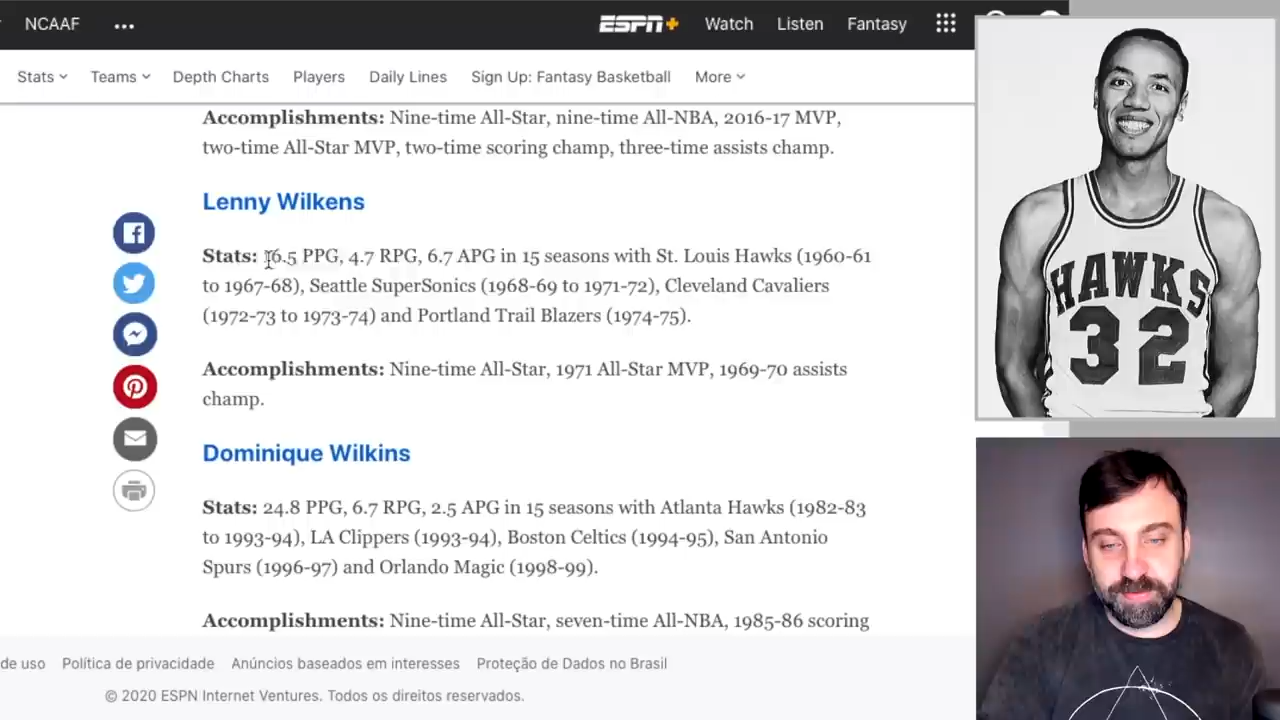 NCAAF
...
ESPN+
Watch
Listen
Fantasy
Stats
Teams
Depth Charts
Players
Daily Lines
Sign Up: Fantasy Basketball
More
Accomplishments: Nine-time All-Star, nine-time All-NBA, 2016-17 MVP,
two-time All-Star MVP, two-time scoring champ, three-time assists champ.
Lenny Wilkens
Stats: 16.5 PPG, 4.7 RPG, 6.7 APG in 15 seasons with St. Louis Hawks (1960-61
to 1967-68), Seattle SuperSonics (1968-69 to 1971-72), Cleveland Cavaliers
(1972-73 to 1973-74) and Portland Trail Blazers (1974-75).
Accomplishments: Nine-time All-Star, 1971 All-Star MVP, 1969-70 assists
champ.
Dominique Wilkins
Stats: 24.8 PPG, 6.7 RPG, 2.5 APG in 15 seasons with Atlanta Hawks (1982-83
to 1993-94), LA Clippers (1993-94), Boston Celtics (1994-95), San Antonio
Spurs (1996-97) and Orlando Magic (1998-99).
Accomplishments: Nine-time All-Star, seven-time All-NBA, 1985-86 scoring
de uso
Política de privacidade
Anúncios baseados em interesses
Proteção de Dados no Brasil
© 2020 ESPN Internet Ventures. Todos os direitos reservados.
HAWKS
32